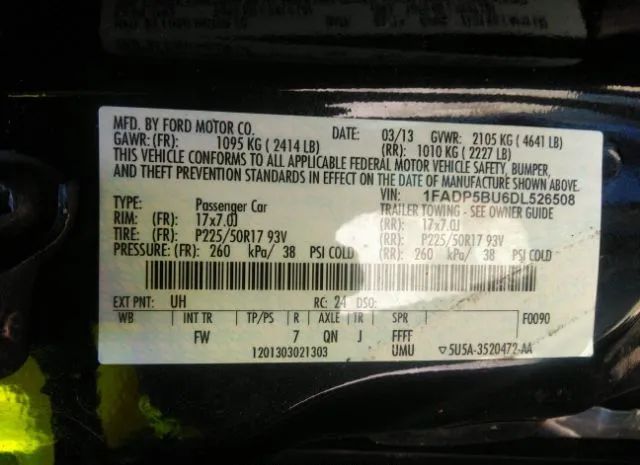 MFD. BY FORD MOTOR CO. DATE: 03/13 GVWR: 2105 KG ( 4641 LB)
GAWR: (FR): 1095 KG ( 2414 LB) (RR): 1010 KG ( 2227 LB)
THIS VEHICLE CONFORMS TO ALL APPLICABLE FEDERAL MOTOR VEHICLE SAFETY, BUMPER,
AND THEFT PREVENTION STANDARDS IN EFFECT ON THE DATE OF MANUFACTURE SHOWN ABOVE.
VIN: 1FADP5BU6DL526508
TYPE: Passenger Car TRAILER TOWING - SEE OWNER GUIDE
RIM: (FR): 17x7.0J (RR): 17x7.0J
TIRE: (FR): P225/50R17 93V (RR): P225/50R17 93V
PRESSURE: (FR): 260 kPa/ 38 PSI COLD (RR): 260 kPa/ 38 PSI COLD
EXT PNT: UH RC: 24 DSO:
WB INT TR TP/PS R AXLE TR SPR F0090
FW 7 QN J FFFF
1201303021303 UMU ▽5U5A-3520472-AA